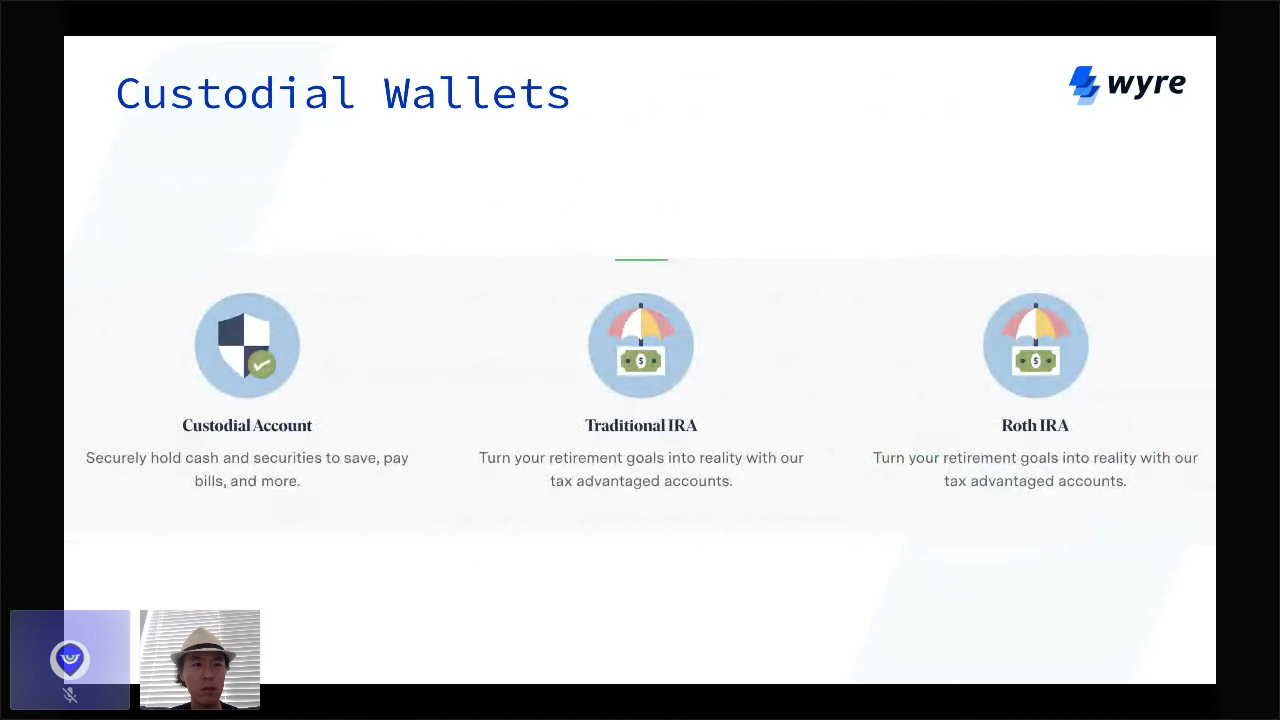 Custodial Wallets
wyre
Custodial Account
Securely hold cash and securities to save, pay
bills, and more.
Traditional IRA
Turn your retirement goals into reality with our
tax advantaged accounts.
Roth IRA
Turn your retirement goals into reality with our
tax advantaged accounts.